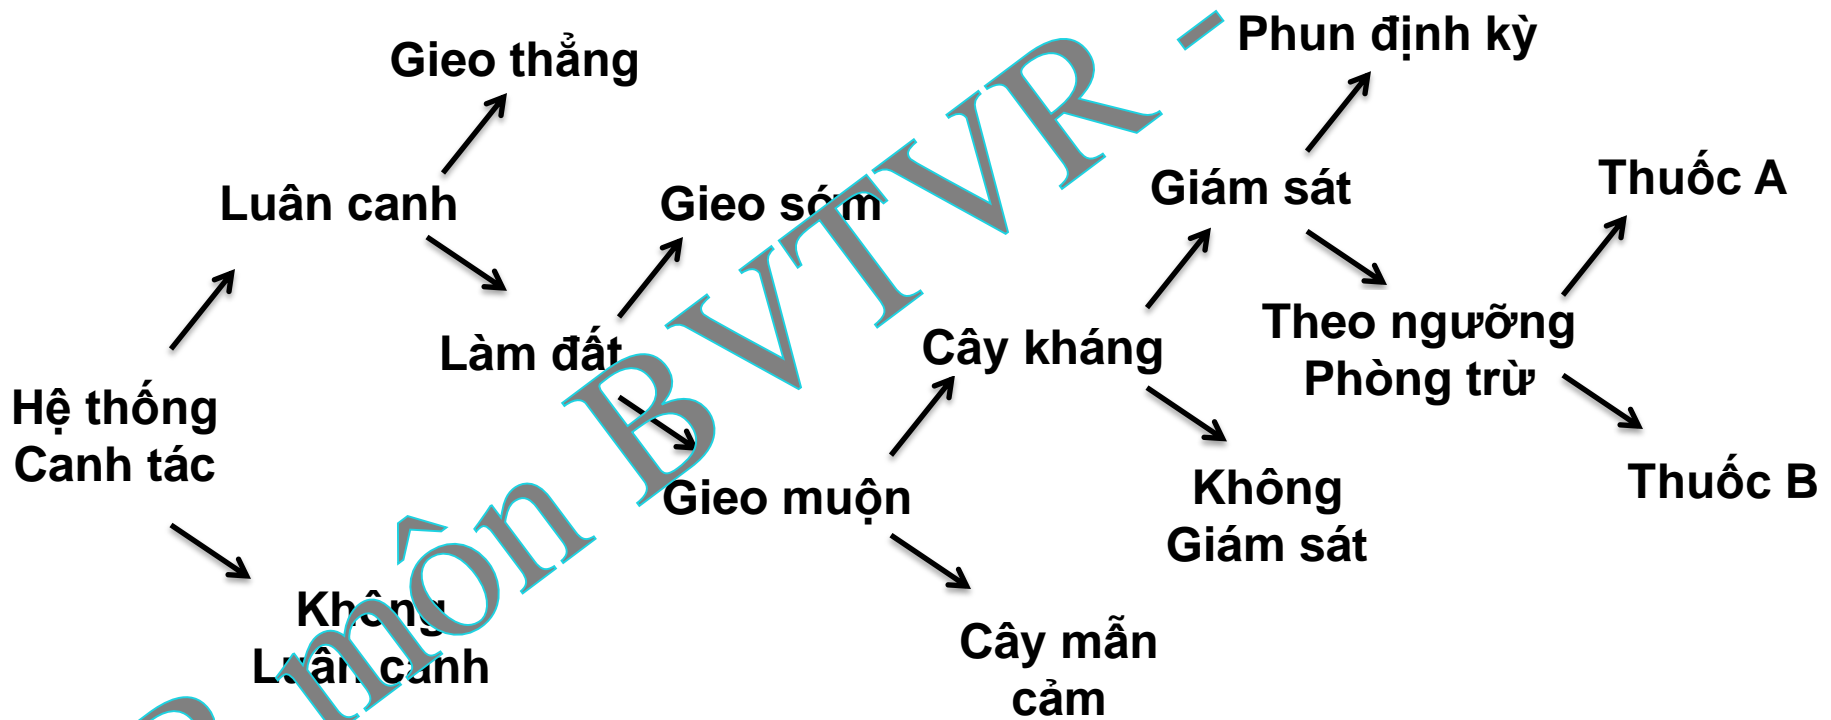 Phun định kỳ
Gieo thẳng
Thuốc A
Giám sát
Luân canh
Gieo sớm
Theo ngưỡng
Phòng trừ
Cây kháng
Làm đất
Hệ thống
Canh tác
Thuốc B
Gieo muộn
Không
Giám sát
Không
Luân canh
Cây mẫn
cảm
môn BVTVR -